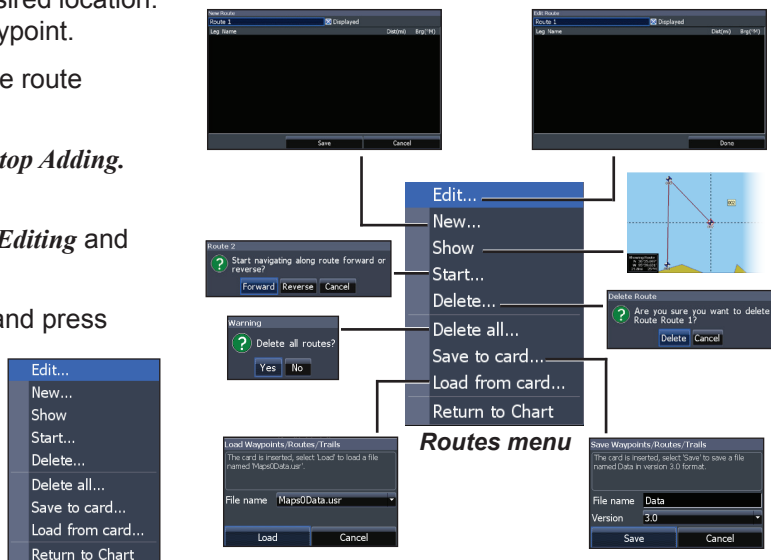 sired location.
ypoint.
e route
top Adding.
Editing and
and press
Edit...
New...
Show
Start...
Delete...
Delete all...
Save to card...
Load from card...
Return to Chart
New Route
Route 1 Displayed
Leg Name Dist(mi) Brg(°M)
Save Cancel
Edit Route
Route 1 Displayed
Leg Name Dist(mi) Brg(°M)
Done
Edit...
New...
Show
Start...
Delete...
Delete all...
Save to card...
Load from card...
Return to Chart
Routes menu
Route 2
Start navigating along route forward or
reverse?
Forward Reverse Cancel
Warning
Delete all routes?
Yes No
002
Delete Route
Are you sure you want to delete
Route Route 1?
Delete Cancel
Load Waypoints/Routes/Trails
The card is inserted, select 'Load' to load a file
named 'Maps0Data.usr'.
File name Maps0Data.usr
Load Cancel
Save Waypoints/Routes/Trails
The card is inserted, select 'Save' to save a file
named Data in version 3.0 format.
File name Data
Version 3.0
Save Cancel